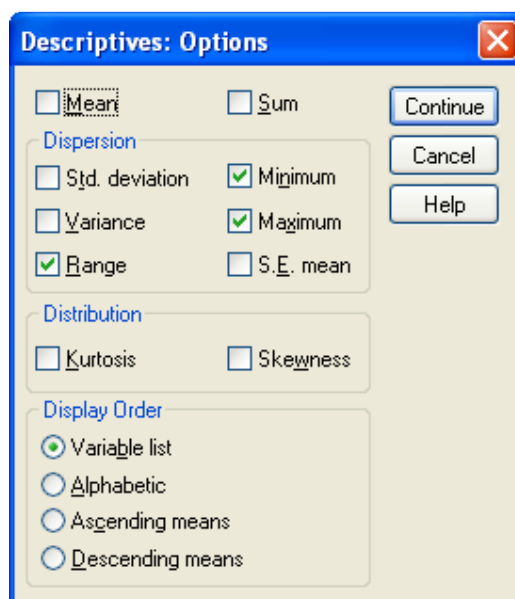 Descriptives: Options
Mean
Sum
Continue
Dispersion
Cancel
Std. deviation
Minimum
Help
Variance
Maximum
Range
S.E. mean
Distribution
Kurtosis
Skewness
Display Order
Variable list
Alphabetic
Ascending means
Descending means